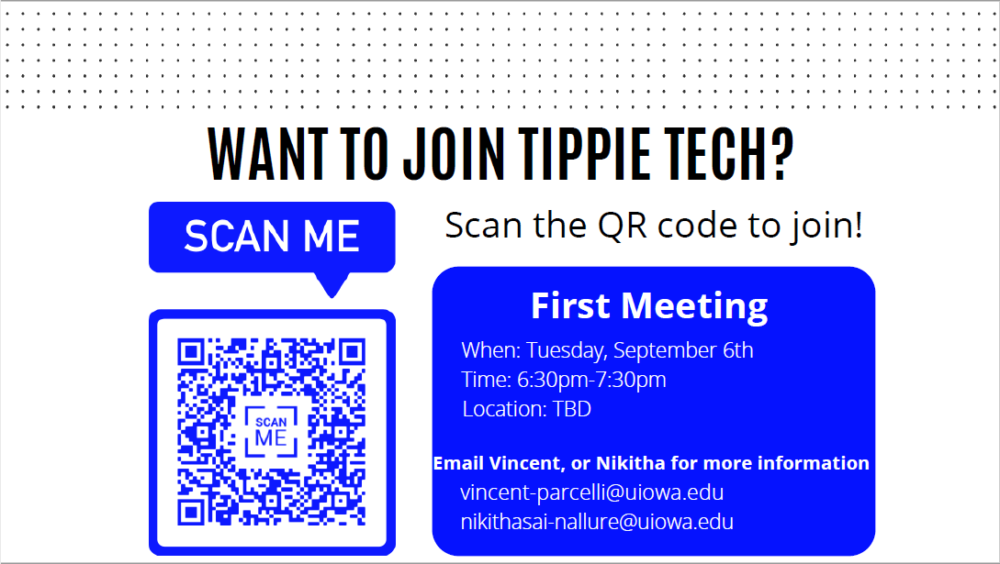 WANT TO JOIN TIPPIE TECH?
SCAN ME
Scan the QR code to join!
SCAN
ME
First Meeting
When: Tuesday, September 6th
Time: 6:30pm-7:30pm
Location: TBD
Email Vincent, or Nikitha for more information
vincent-parcelli@uiowa.edu
nikithasai-nallure@uiowa.edu